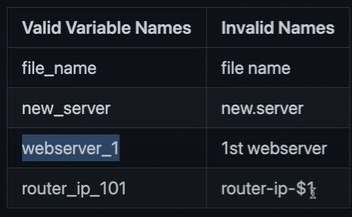 Valid Variable Names Invalid Names
file_name file name
new_server new.server
webserver_1 1st webserver
router_ip_101 router-ip-$1